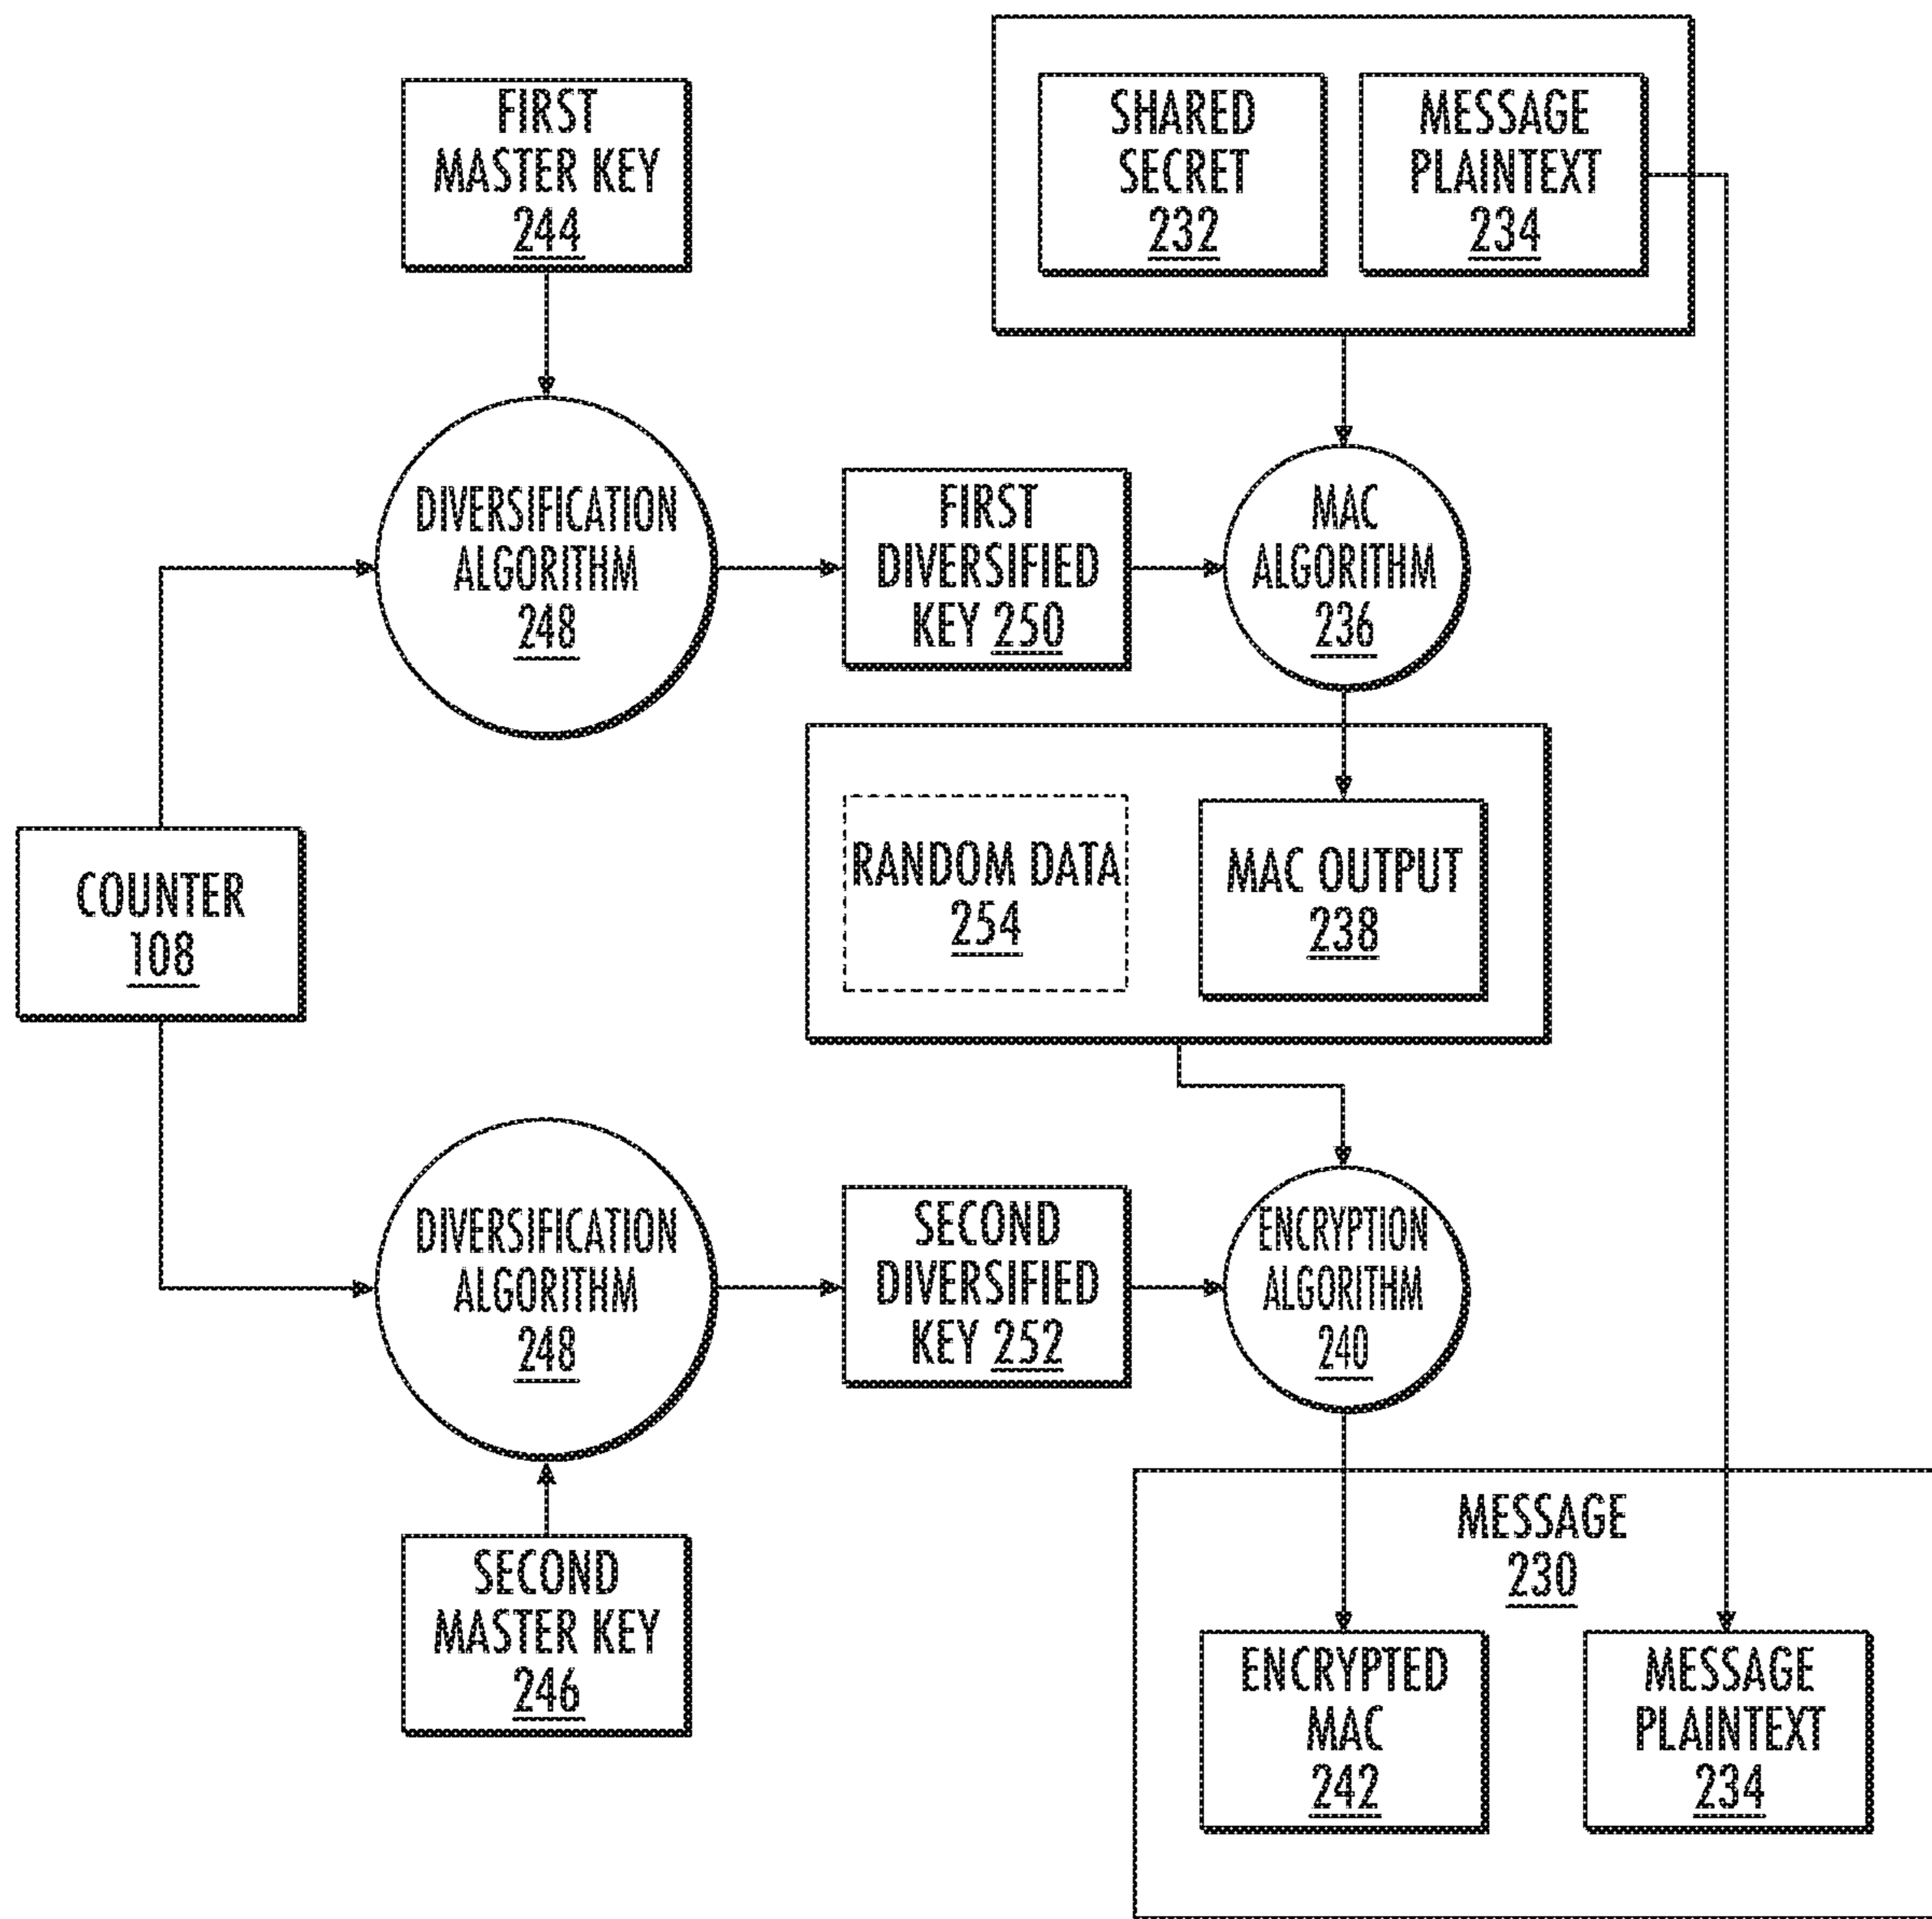 FIRST
MASTER KEY
244
SHARED
SECRET
232
MESSAGE
PLAINTEXT
234
DIVERSIFICATION
ALGORITHM
248
FIRST
DIVERSIFIED
KEY 250
MAC
ALGORITHM
236
COUNTER
108
RANDOM DATA
254
MAC OUTPUT
238
DIVERSIFICATION
ALGORITHM
248
SECOND
DIVERSIFIED
KEY 252
ENCRYPTION
ALGORITHM
240
SECOND
MASTER KEY
246
MESSAGE
230
ENCRYPTED
MAC
242
MESSAGE
PLAINTEXT
234